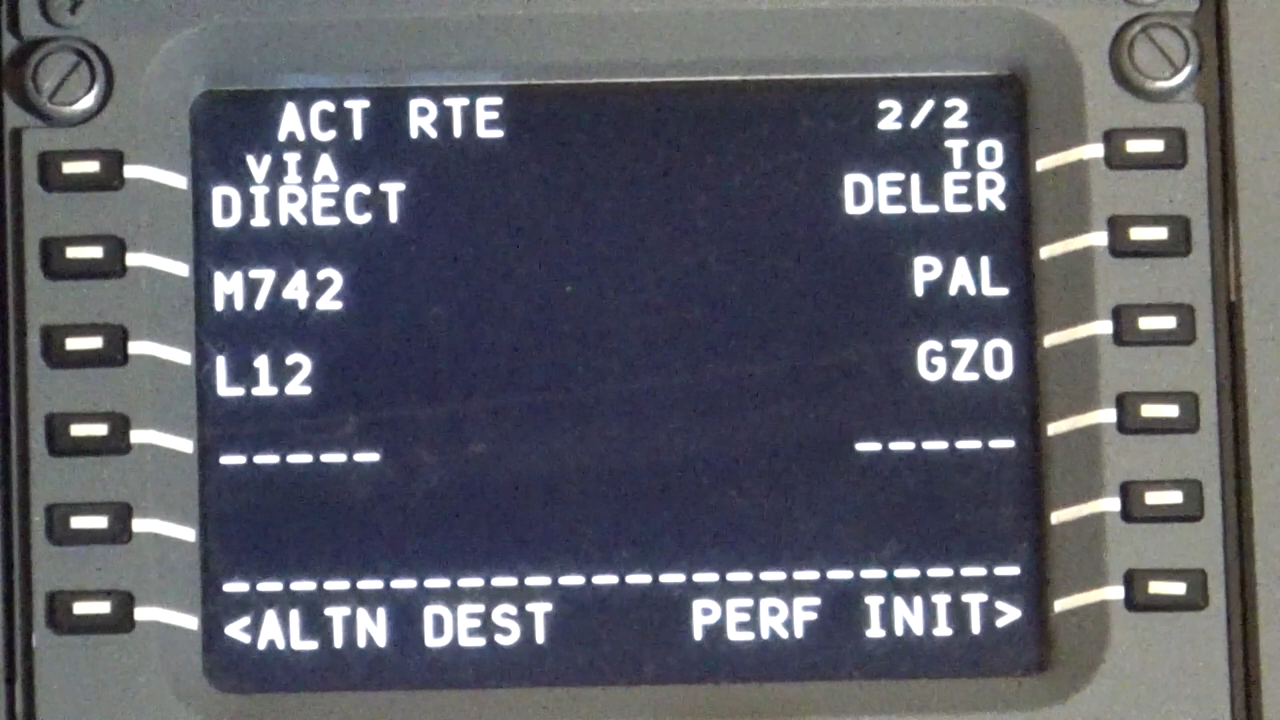 ACT RTE 2/2
VIA TO
DIRECT DELER
M742 PAL
L12 GZO
----- -----
------------------------
<ALTN DEST PERF INIT>